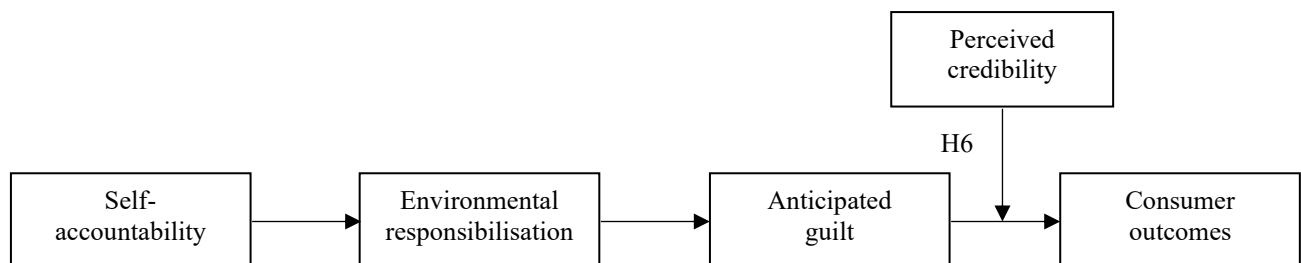 Perceived
credibility
H6
Self-
accountability
Environmental
responsibilisation
Anticipated
guilt
Consumer
outcomes